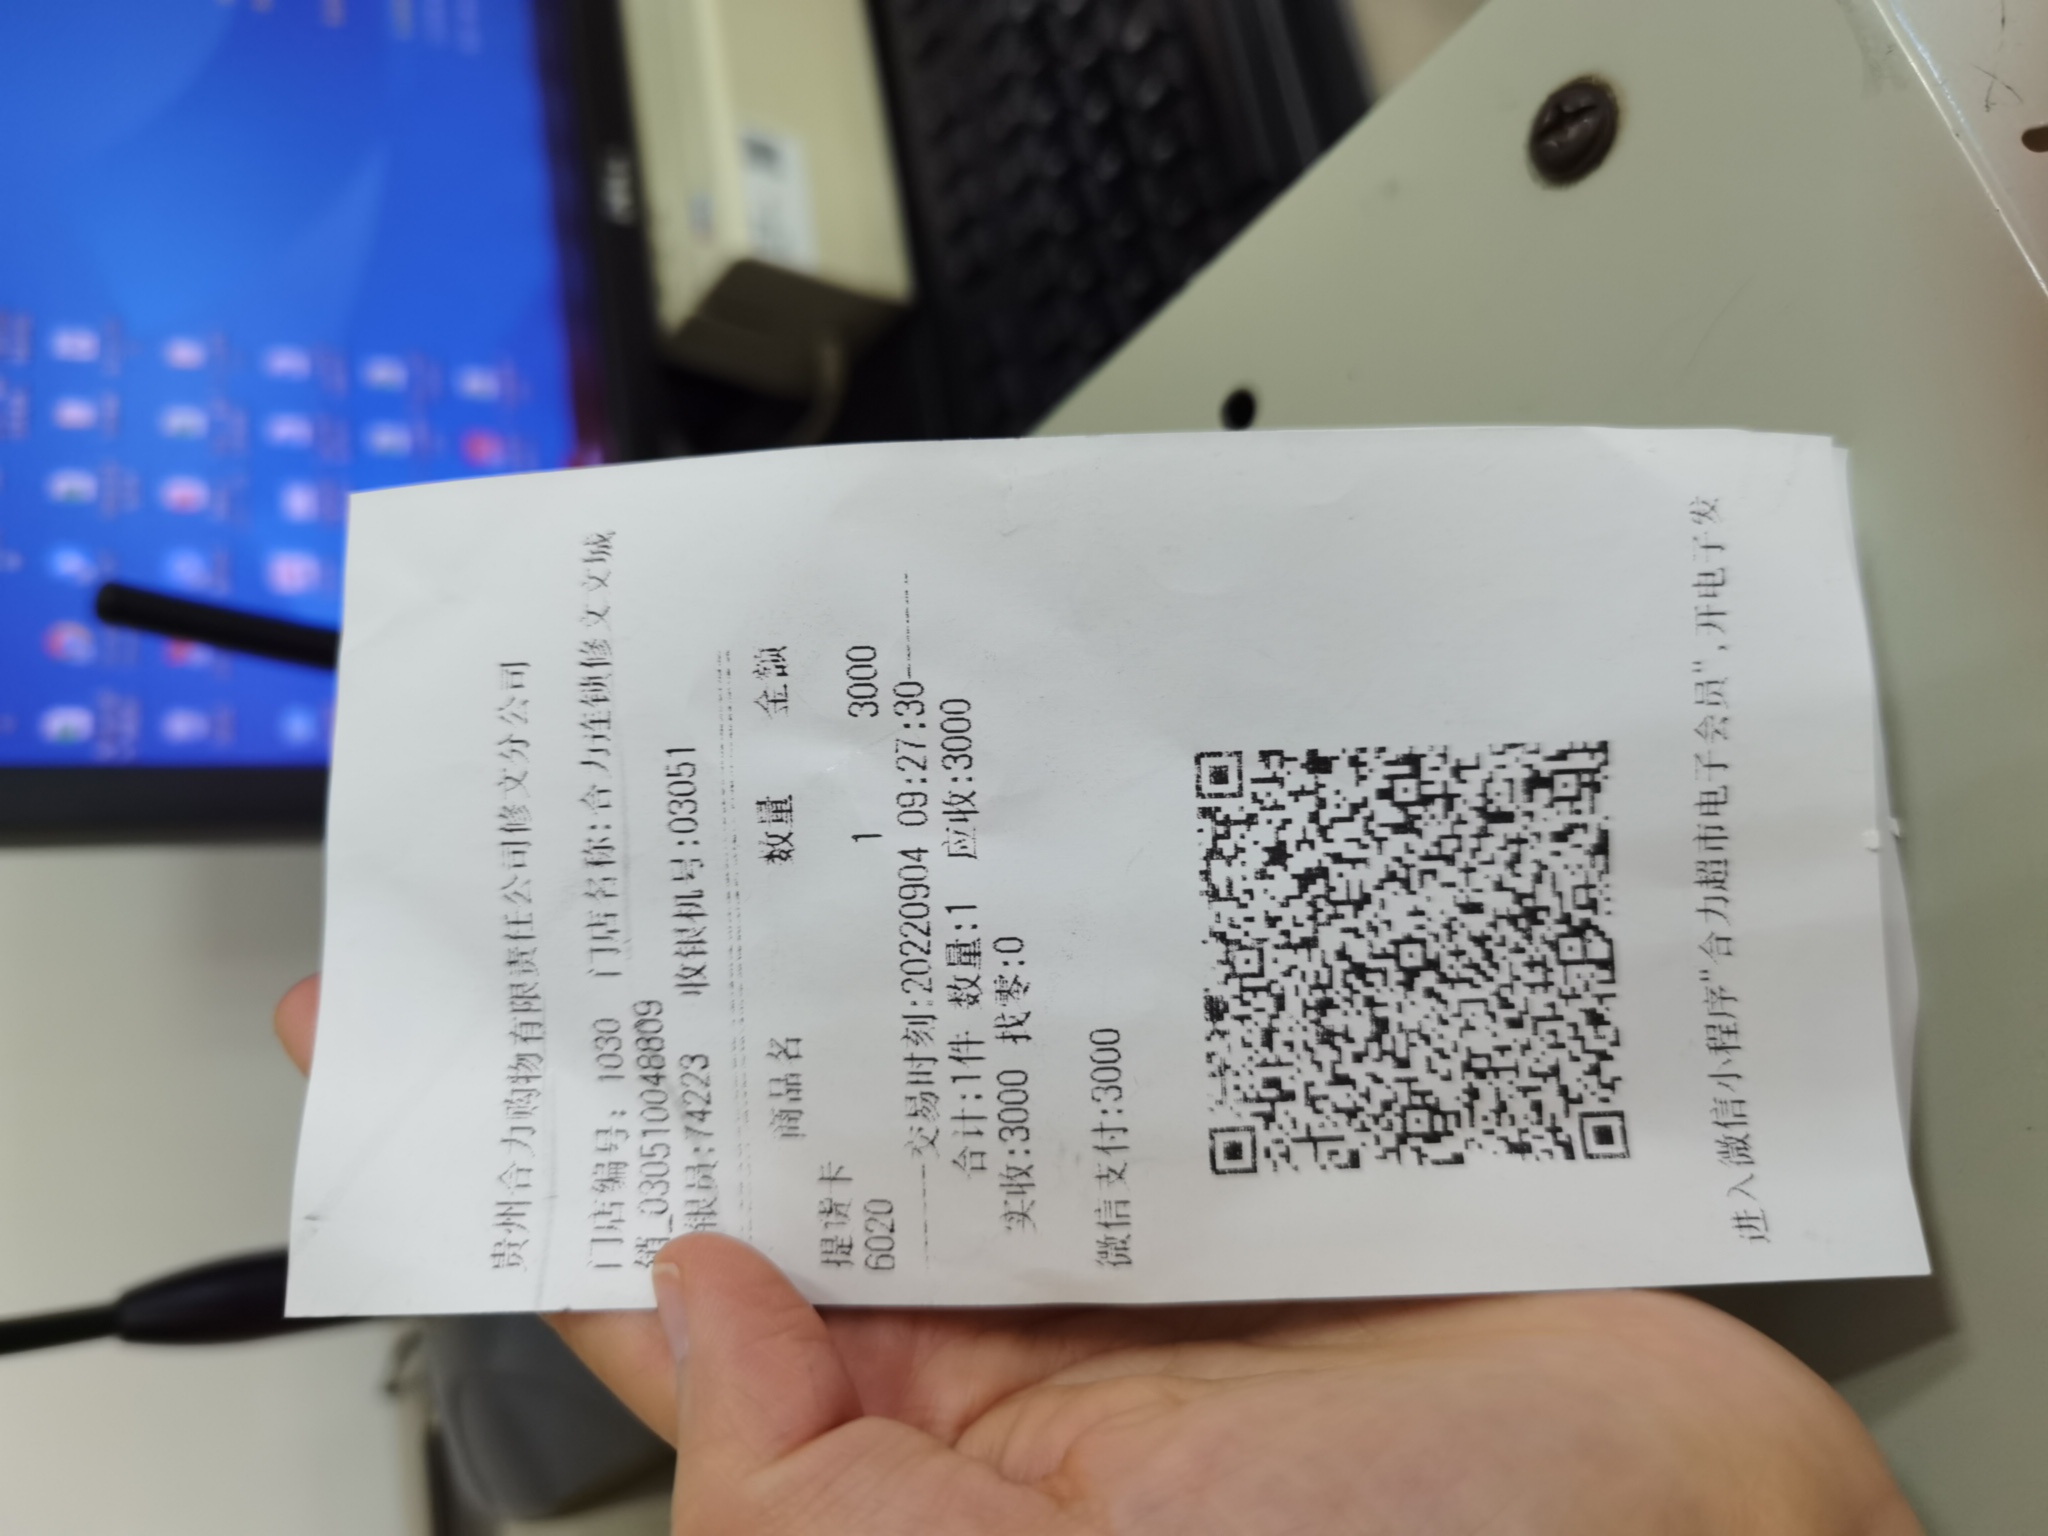 贵州合力购物有限责任公司修文分公司
门店编号: 1030 门店名称:合力连锁修文文城
销_030510048809
银员:74223 收银机号:03051
商品名 数量 金额
提货卡
6020 1 3000
交易时刻:20220904 09:27:30
合计:1件 数量:1 应收:3000
实收:3000 找零:0
微信支付:3000
进入微信小程序"合力超市电子会员",开电子发